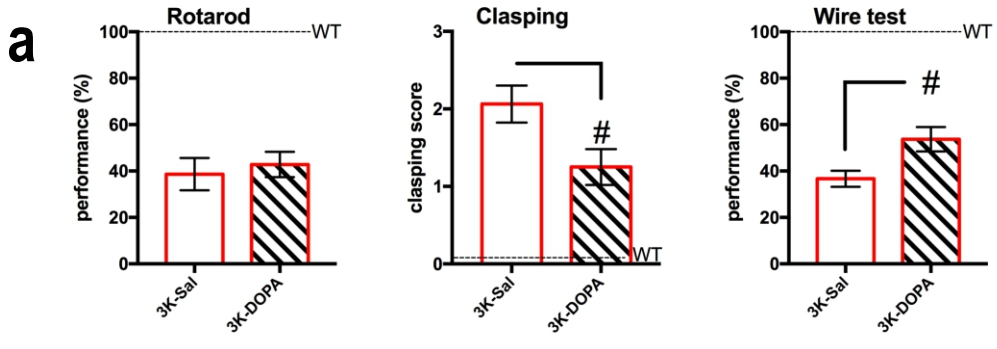 a
Rotarod
performance (%)
100
80
60
40
20
0
WT
3K-Sal
3K-DOPA
Clasping
clasping score
3
2
1
0
#
WT
3K-Sal
3K-DOPA
Wire test
performance (%)
100
80
60
40
20
0
WT
#
3K-Sal
3K-DOPA